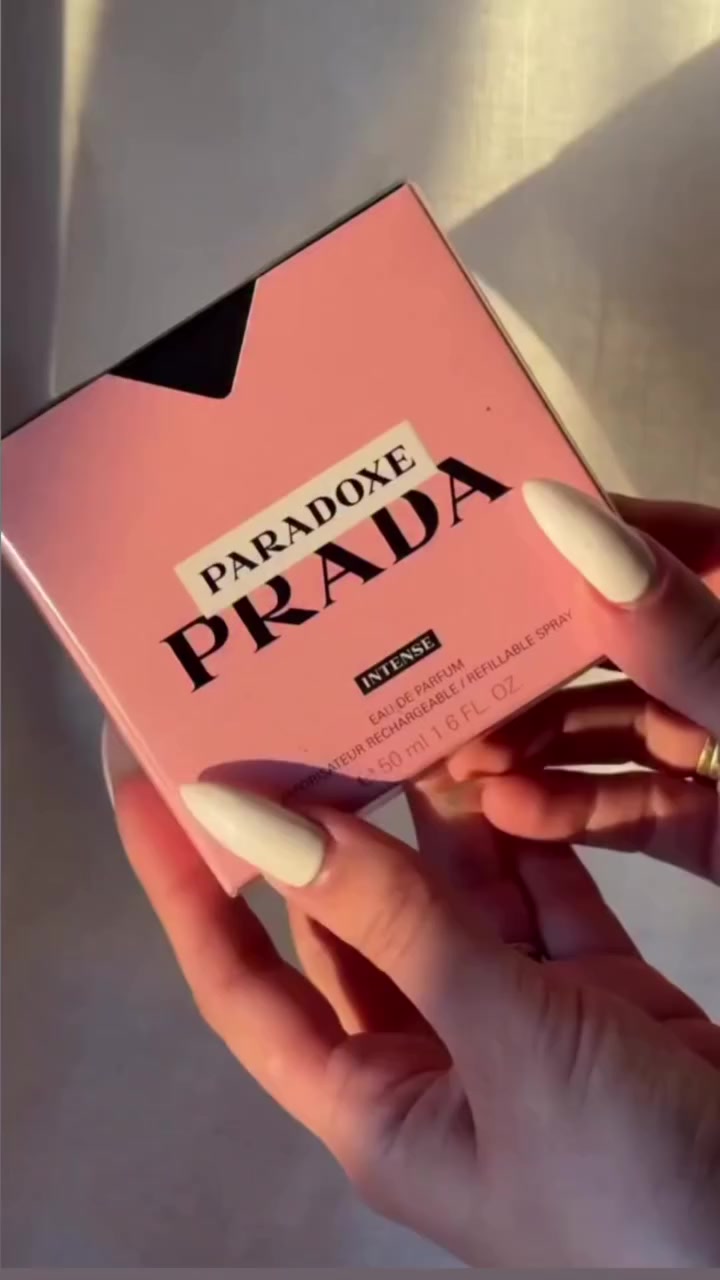 PARADOXE
PRADA
INTENSE
EAU DE PARFUM
RECHARGEABLE / REFILLABLE SPRAY
50 ml 1 6 FL. OZ